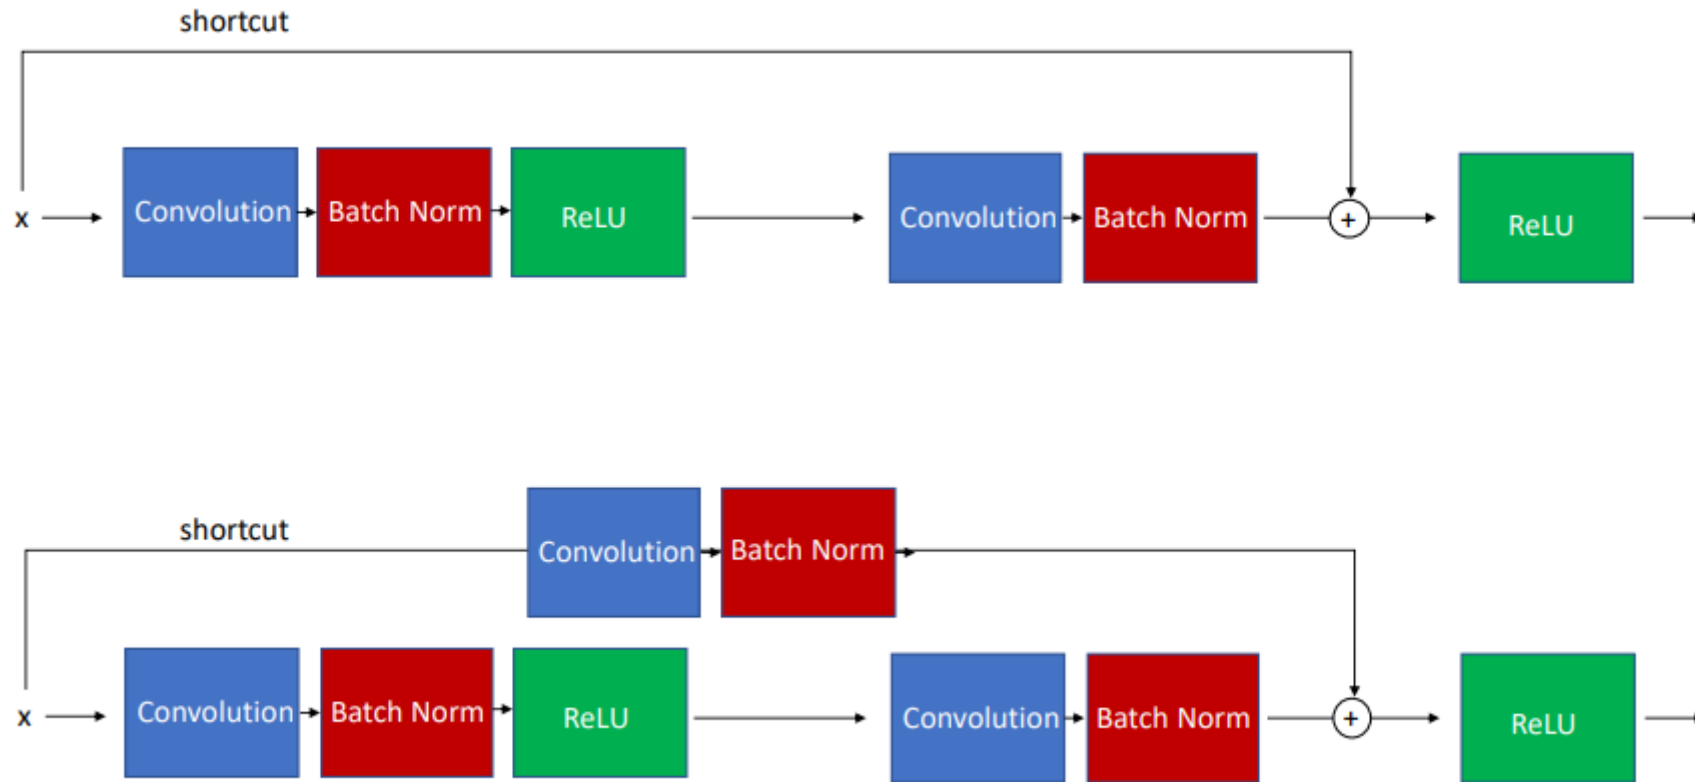 shortcut
x
Convolution
Batch Norm
ReLU
Convolution
Batch Norm
+
ReLU
shortcut
Convolution
Batch Norm
x
Convolution
Batch Norm
ReLU
Convolution
Batch Norm
+
ReLU